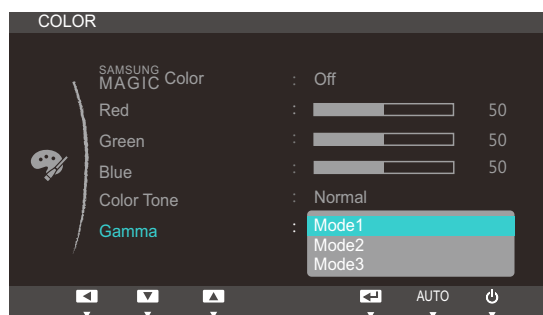 COLOR
SAMSUNG MAGIC Color : Off
Red : 50
Green : 50
Blue : 50
Color Tone : Normal
Gamma : Mode1
Mode2
Mode3
AUTO